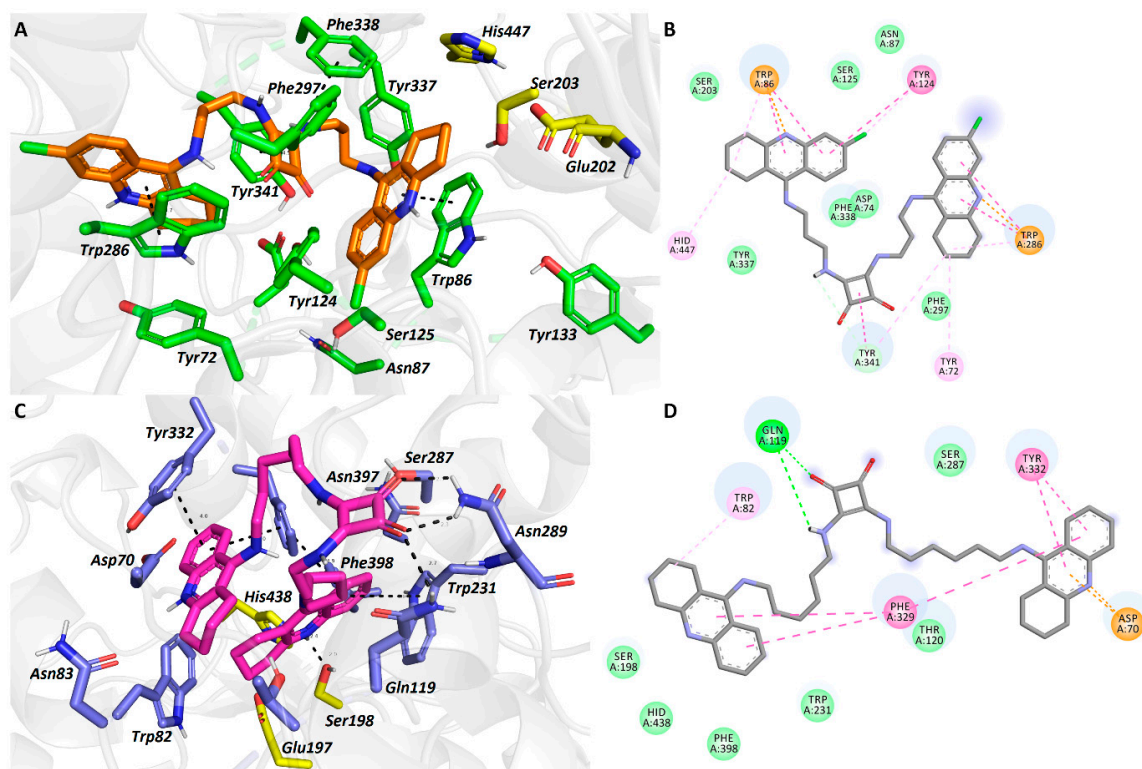 A
Phe338
His447
Phe297
Tyr337
Ser203
Glu202
Tyr341
Trp286
Tyr124
Trp86
Tyr72
Ser125
Asn87
Tyr133
B
ASN
A:87
SER
A:203
TRP
A:86
SER
A:125
TYR
A:124
PHE
A:338
ASP
A:74
HID
A:447
TYR
A:337
TRP
A:286
PHE
A:297
TYR
A:341
TYR
A:72
C
Tyr332
Ser287
Asn397
Asn289
Asp70
Phe398
Trp231
His438
Asn83
Gln119
Ser198
Trp82
Glu197
4.8
D
GLN
A:119
SER
A:287
TYR
A:332
TRP
A:82
PHE
A:329
THR
A:120
ASP
A:70
SER
A:198
TRP
A:231
HID
A:438
PHE
A:398